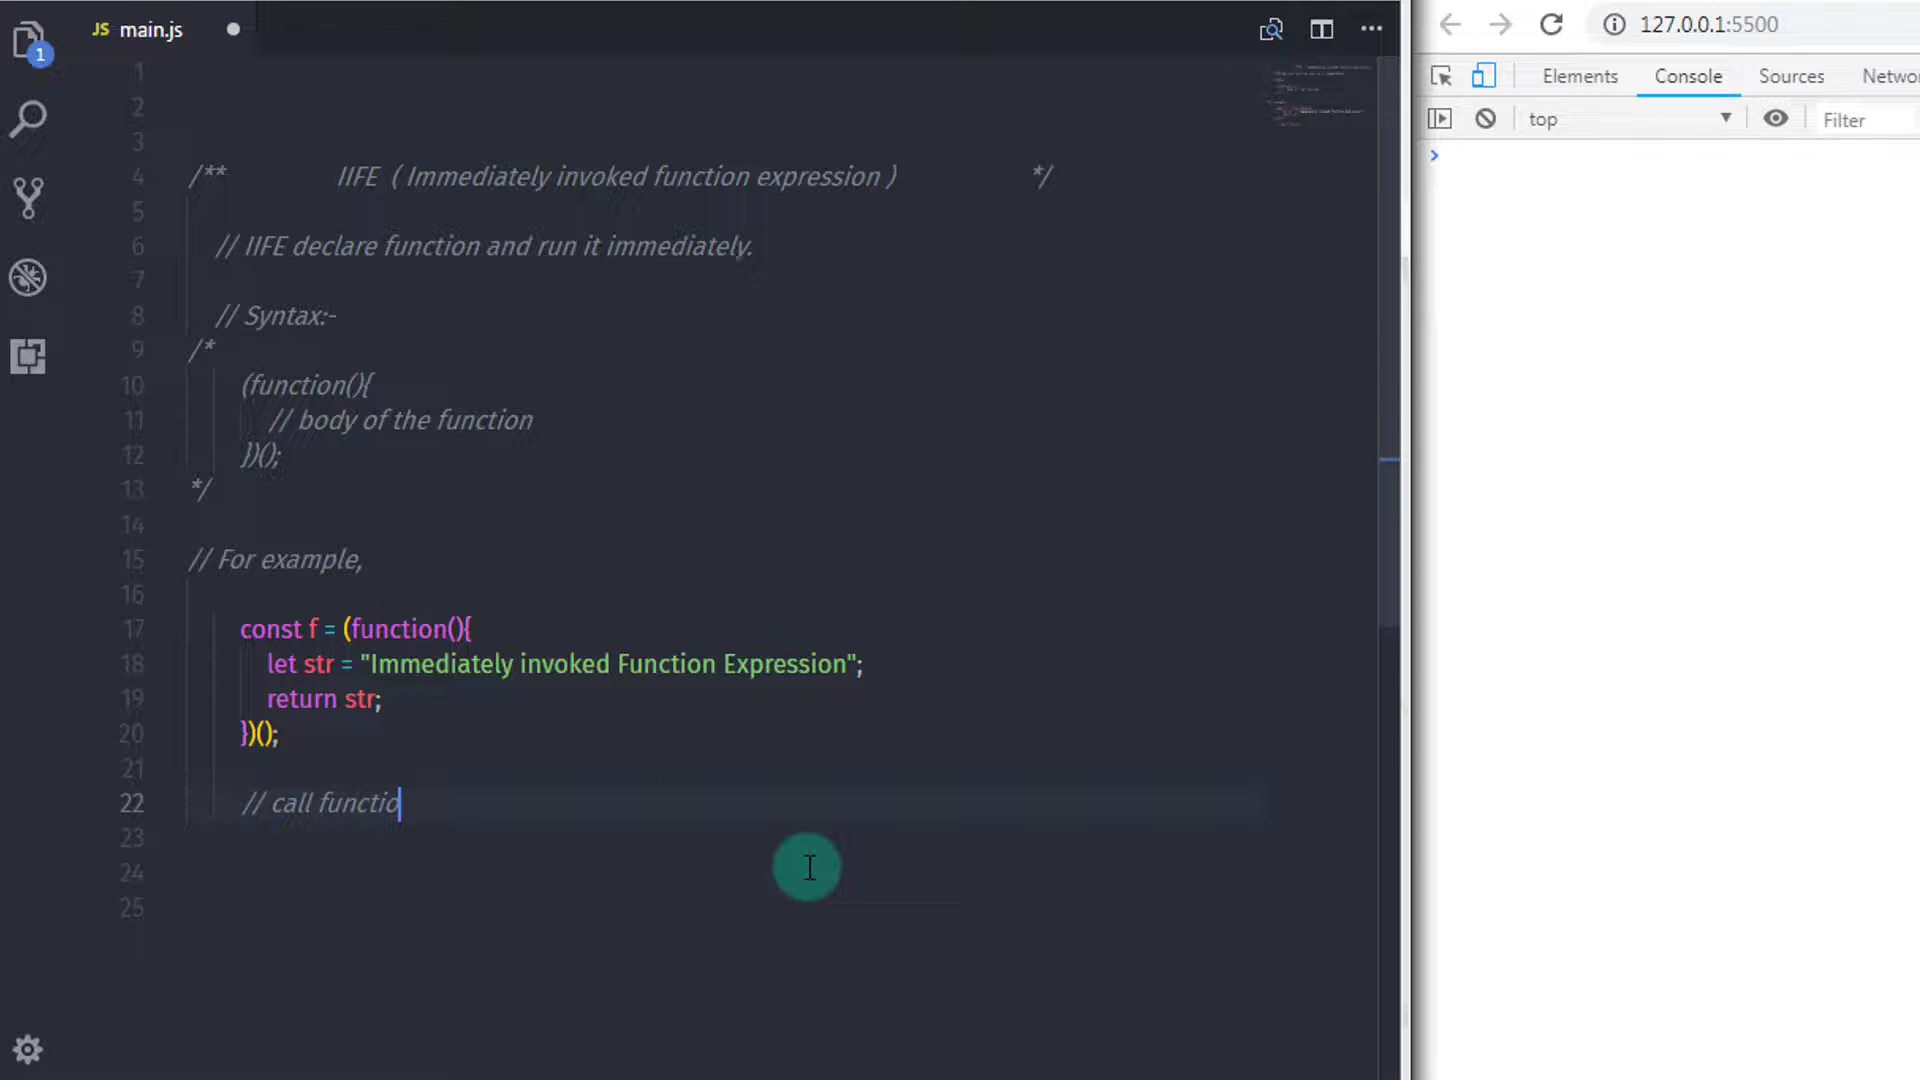 1
JS main.js
127.0.0.1:5500
Elements Console Sources Netwo
top Filter
1
2
3
4 /** IIFE ( Immediately invoked function expression ) */
5
6 // IIFE declare function and run it immediately.
7
8 // Syntax:-
9 /*
10 (function(){
11 // body of the function
12 })();
13 */
14
15 // For example,
16
17 const f = (function(){
18 let str = "Immediately invoked Function Expression";
19 return str;
20 })();
21
22 // call functio
23
24
25